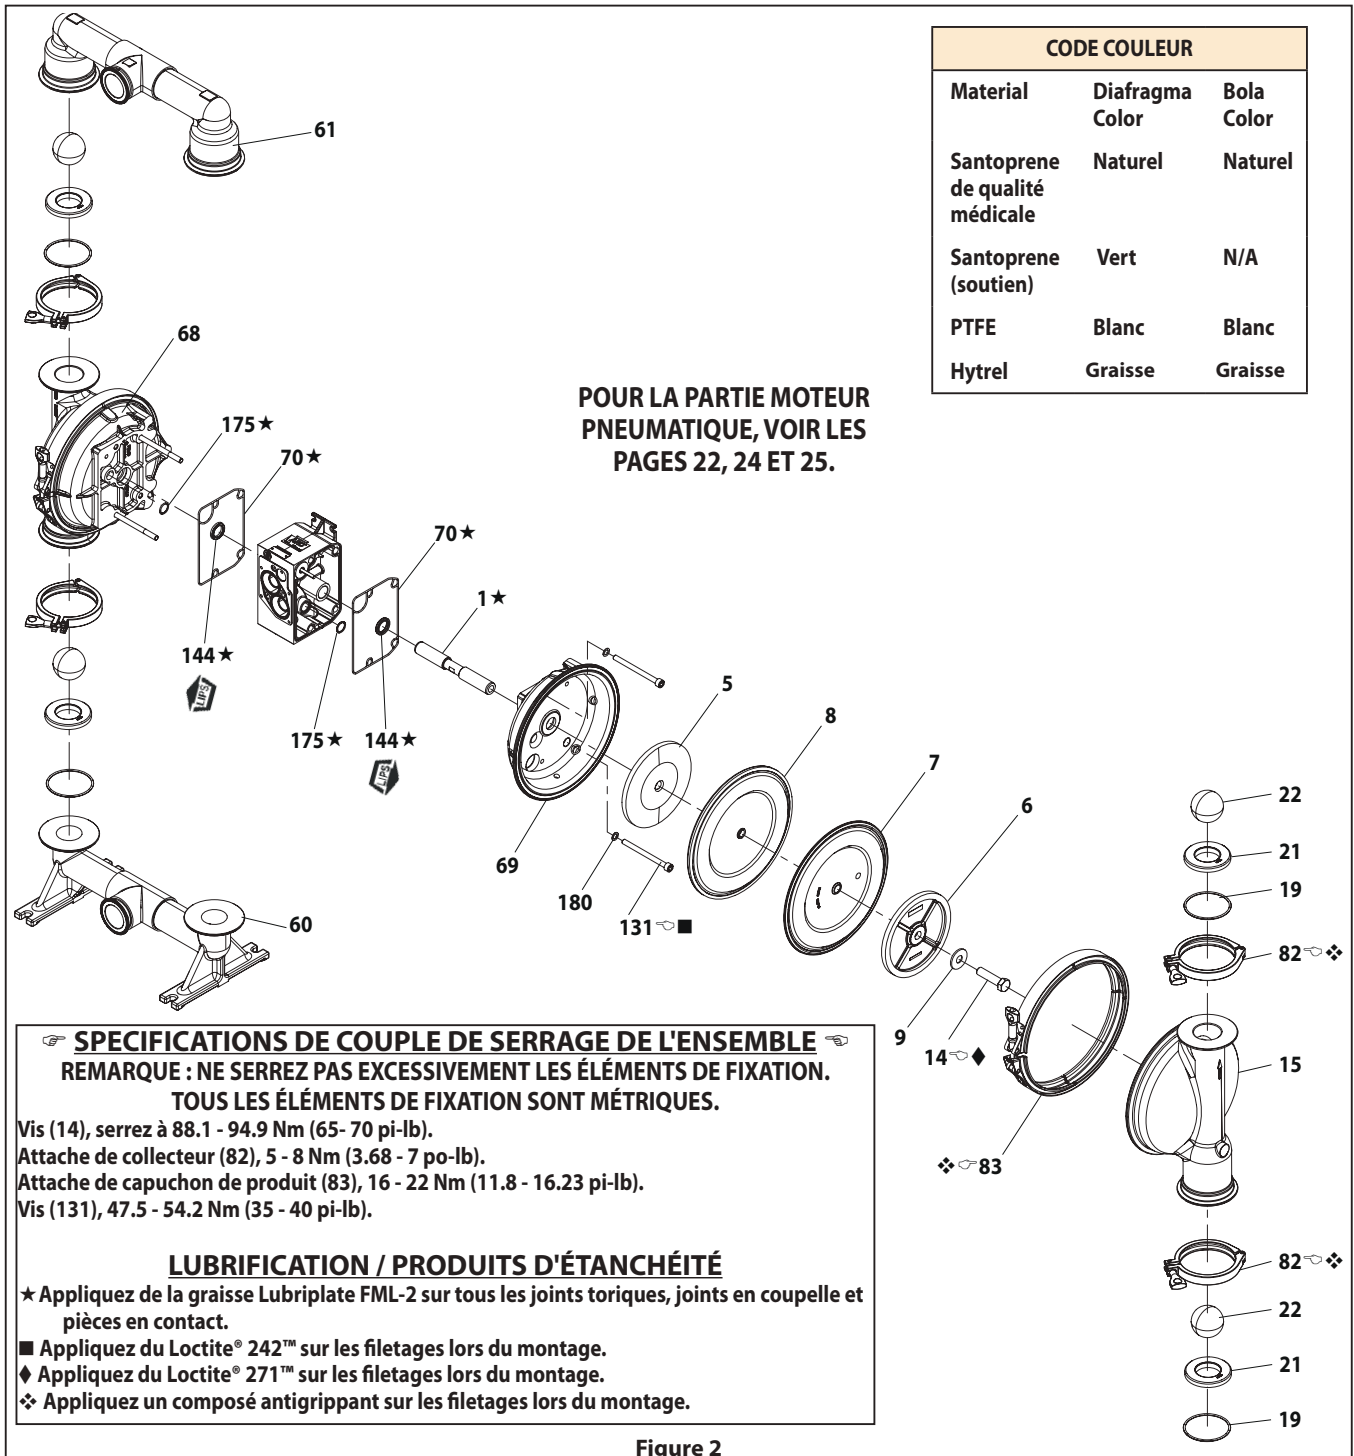 CODE COULEUR
Material Diafragma Color Bola Color
Santoprene de qualité médicale Naturel Naturel
Santoprene (soutien) Vert N/A
PTFE Blanc Blanc
Hytrel Graisse Graisse
61
68
175★
70★
POUR LA PARTIE MOTEUR
PNEUMATIQUE, VOIR LES
PAGES 22, 24 ET 25.
70★
1★
144★
LIPS
175★
144★
LIPS
5
8
7
6
22
21
19
82☜❖
69
180
131☜■
60
9
14☜♦
15
❖☞83
82☜❖
22
21
19
☞ SPECIFICATIONS DE COUPLE DE SERRAGE DE L'ENSEMBLE ☜
REMARQUE : NE SERREZ PAS EXCESSIVEMENT LES ÉLÉMENTS DE FIXATION.
TOUS LES ÉLÉMENTS DE FIXATION SONT MÉTRIQUES.
Vis (14), serrez à 88.1 - 94.9 Nm (65- 70 pi-lb).
Attache de collecteur (82), 5 - 8 Nm (3.68 - 7 po-lb).
Attache de capuchon de produit (83), 16 - 22 Nm (11.8 - 16.23 pi-lb).
Vis (131), 47.5 - 54.2 Nm (35 - 40 pi-lb).
LUBRIFICATION / PRODUITS D'ÉTANCHÉITÉ
★Appliquez de la graisse Lubriplate FML-2 sur tous les joints toriques, joints en coupelle et
pièces en contact.
■ Appliquez du Loctite® 242™ sur les filetages lors du montage.
♦ Appliquez du Loctite® 271™ sur les filetages lors du montage.
❖ Appliquez un composé antigrippant sur les filetages lors du montage.
Figure 2